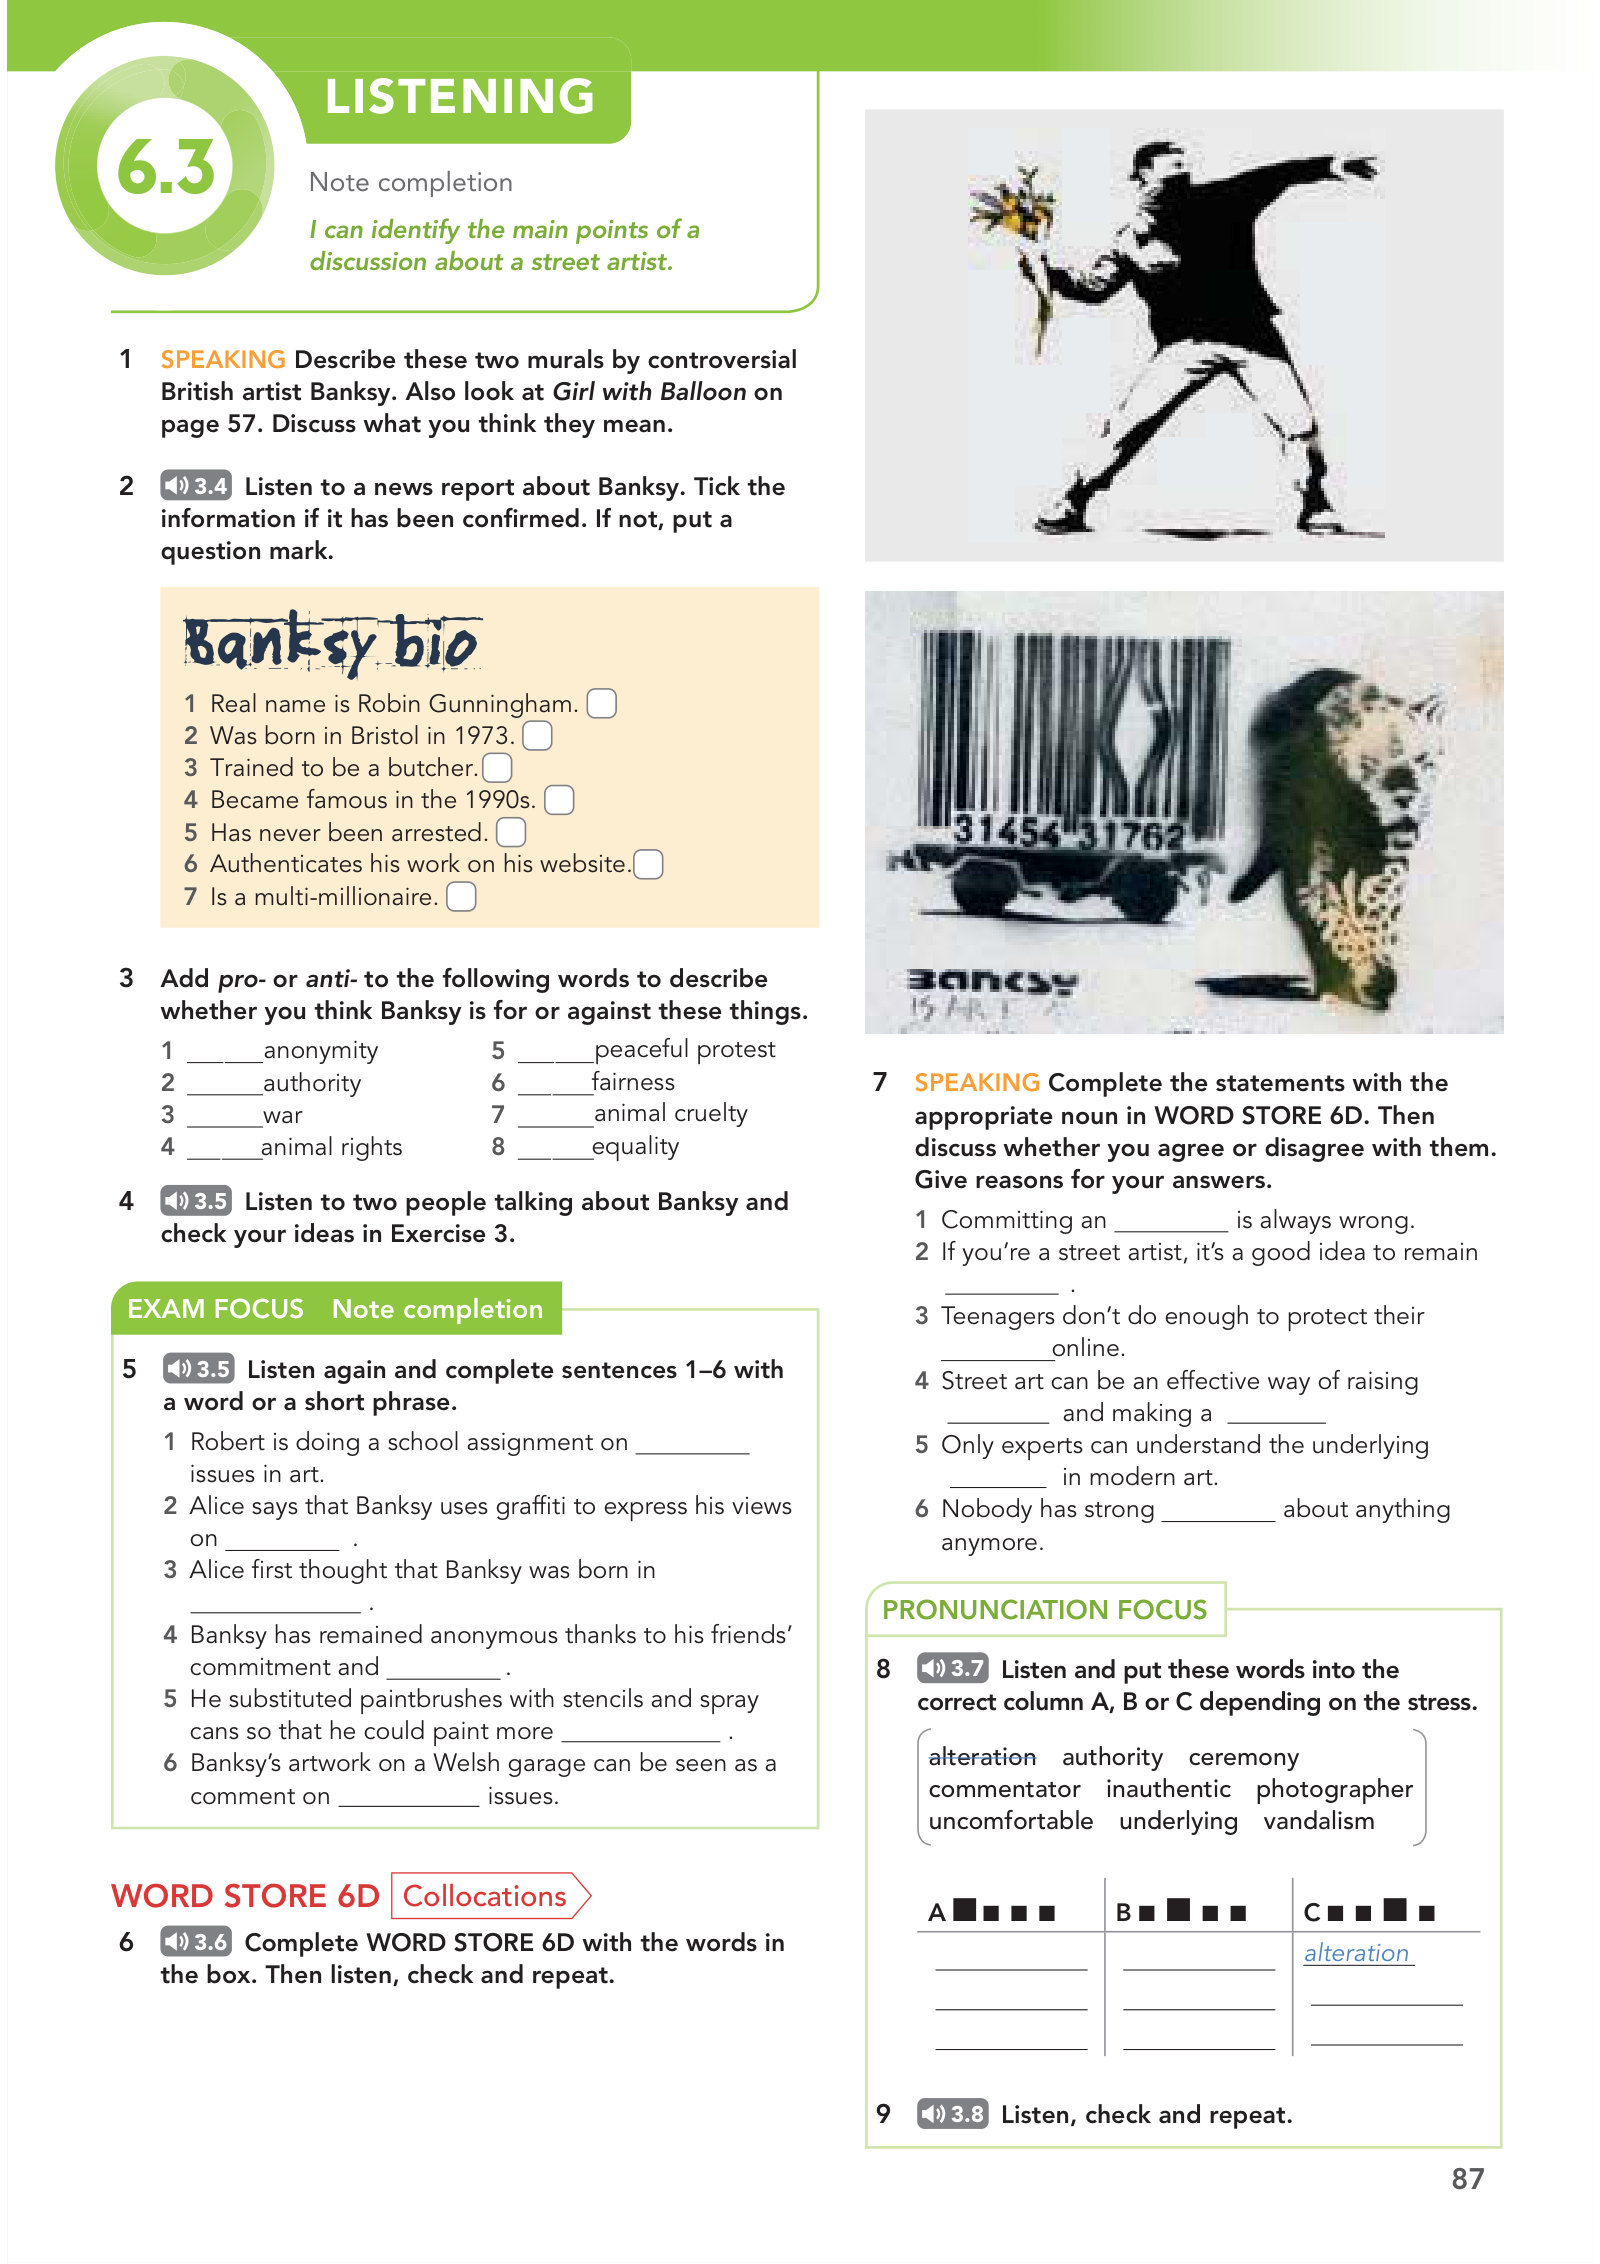 LISTENING
6.3
Note completion
I can identify the main points of a
discussion about a street artist.
1 SPEAKING Describe these two murals by controversial
British artist Banksy. Also look at Girl with Balloon on
page 57. Discuss what you think they mean.
2 3.4 Listen to a news report about Banksy. Tick the
information if it has been confirmed. If not, put a
question mark.
Banksy bio
1 Real name is Robin Gunningham.
2 Was born in Bristol in 1973.
3 Trained to be a butcher.
4 Became famous in the 1990s.
5 Has never been arrested.
6 Authenticates his work on his website.
7 Is a multi-millionaire.
3 Add pro- or anti- to the following words to describe
whether you think Banksy is for or against these things.
1 ______anonymity
2 ______authority
3 ______war
4 ______animal rights
5 ______peaceful protest
6 ______fairness
7 ______animal cruelty
8 ______equality
4 3.5 Listen to two people talking about Banksy and
check your ideas in Exercise 3.
EXAM FOCUS Note completion
5 3.5 Listen again and complete sentences 1–6 with
a word or a short phrase.
1 Robert is doing a school assignment on _________
issues in art.
2 Alice says that Banksy uses graffiti to express his views
on _________ .
3 Alice first thought that Banksy was born in
_____________ .
4 Banksy has remained anonymous thanks to his friends'
commitment and _________ .
5 He substituted paintbrushes with stencils and spray
cans so that he could paint more ____________ .
6 Banksy's artwork on a Welsh garage can be seen as a
comment on ___________ issues.
WORD STORE 6D Collocations
6 3.6 Complete WORD STORE 6D with the words in
the box. Then listen, check and repeat.
31454 31762
Banksy
7 SPEAKING Complete the statements with the
appropriate noun in WORD STORE 6D. Then
discuss whether you agree or disagree with them.
Give reasons for your answers.
1 Committing an _________ is always wrong.
2 If you're a street artist, it's a good idea to remain
_________ .
3 Teenagers don't do enough to protect their
_________online.
4 Street art can be an effective way of raising
________ and making a ________
5 Only experts can understand the underlying
________ in modern art.
6 Nobody has strong _________ about anything
anymore.
PRONUNCIATION FOCUS
8 3.7 Listen and put these words into the
correct column A, B or C depending on the stress.
alteration authority ceremony
commentator inauthentic photographer
uncomfortable underlying vandalism
A B C
alteration
9 3.8 Listen, check and repeat.
87